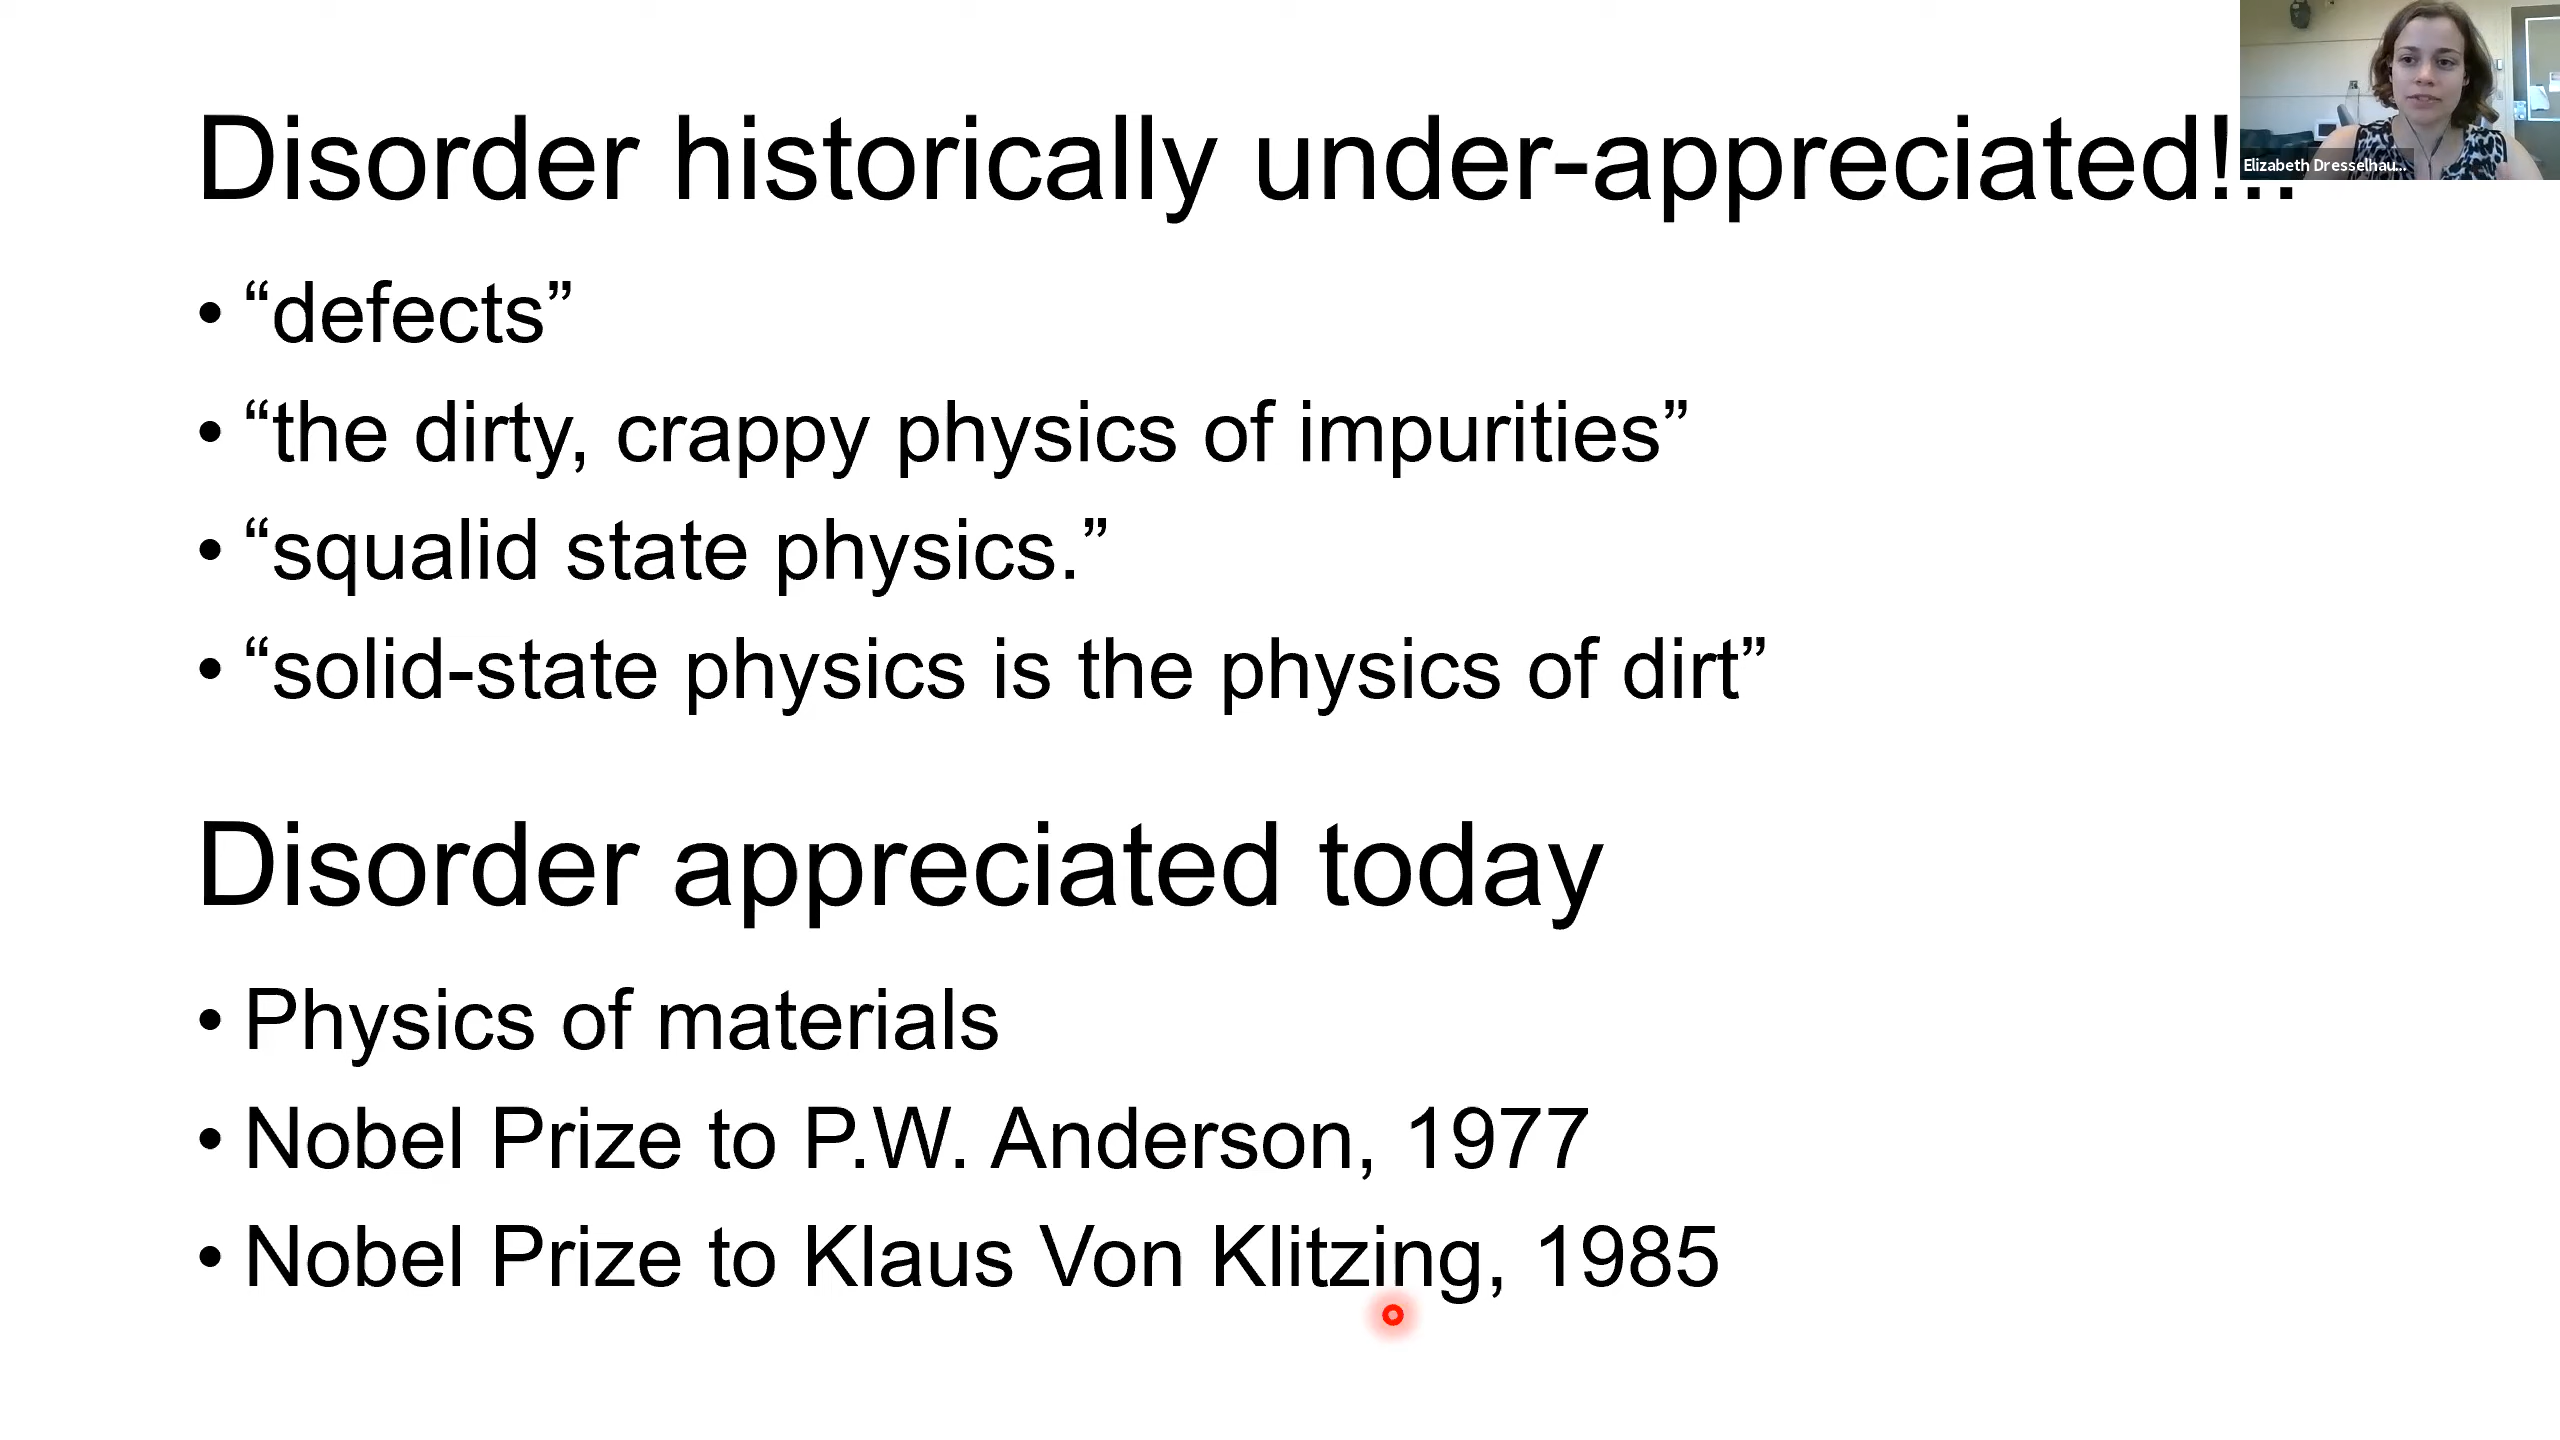 Disorder historically under-appreciated!..
• “defects”
• “the dirty, crappy physics of impurities”
• “squalid state physics.”
• “solid-state physics is the physics of dirt”
Disorder appreciated today
• Physics of materials
• Nobel Prize to P.W. Anderson, 1977
• Nobel Prize to Klaus Von Klitzing, 1985
Elizabeth Dresselhau...